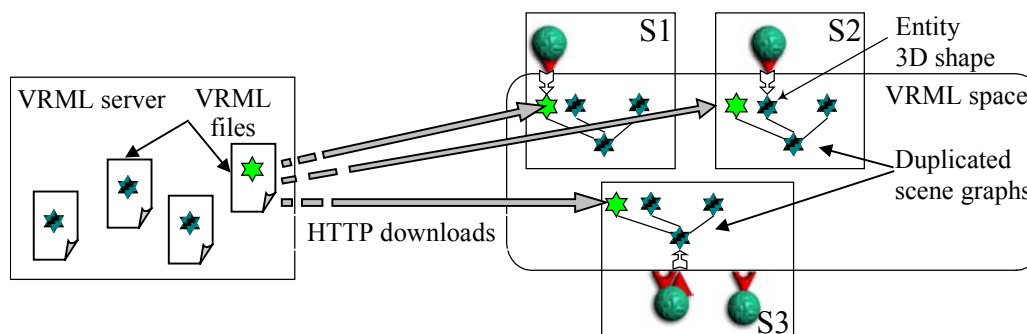 VRML server
VRML
files
HTTP downloads
S1
S2
Entity
3D shape
VRML space
Duplicated
scene graphs
S3